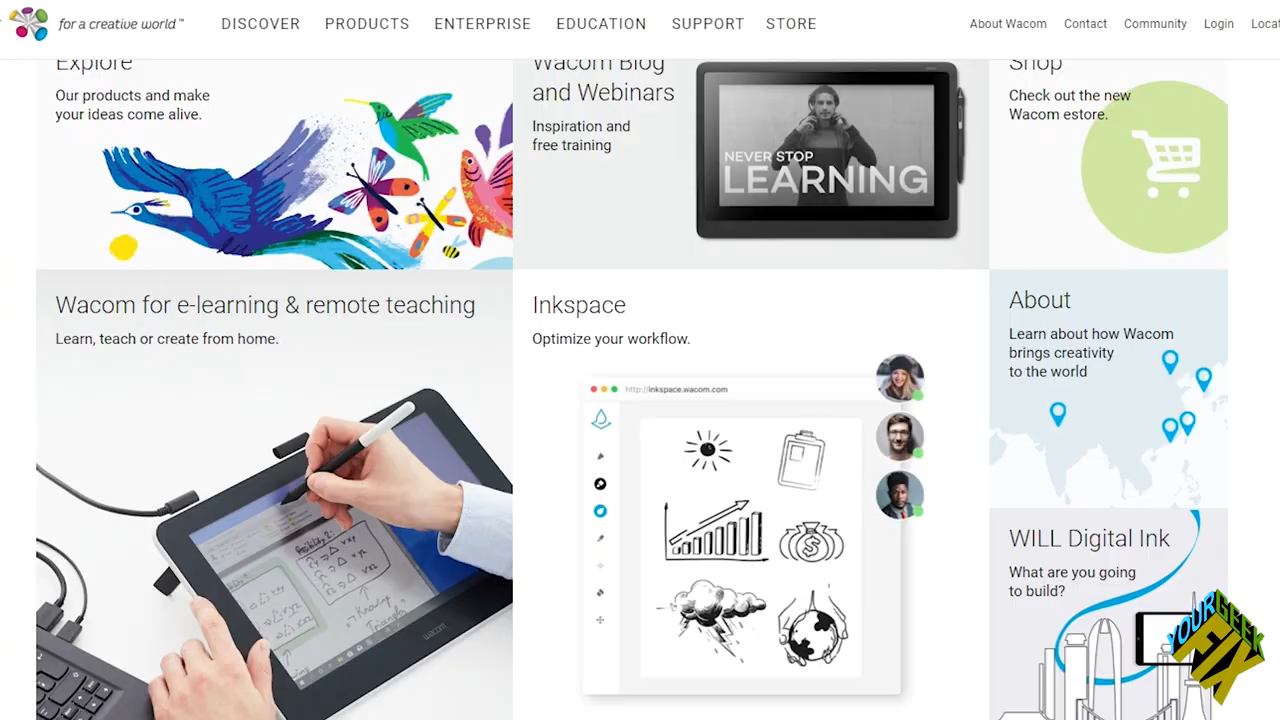 for a creative world™
DISCOVER PRODUCTS ENTERPRISE EDUCATION SUPPORT STORE
About Wacom Contact Community Login
Explore
Our products and make
your ideas come alive.
Wacom Blog
and Webinars
Inspiration and
free training
NEVER STOP
LEARNING
Shop
Check out the new
Wacom estore.
Wacom for e-learning & remote teaching
Learn, teach or create from home.
wacom
Inkspace
Optimize your workflow.
http://inkspace.wacom.com
About
Learn about how Wacom
brings creativity
to the world
WILL Digital Ink
What are you going
to build?
YOURGEEK
FIX